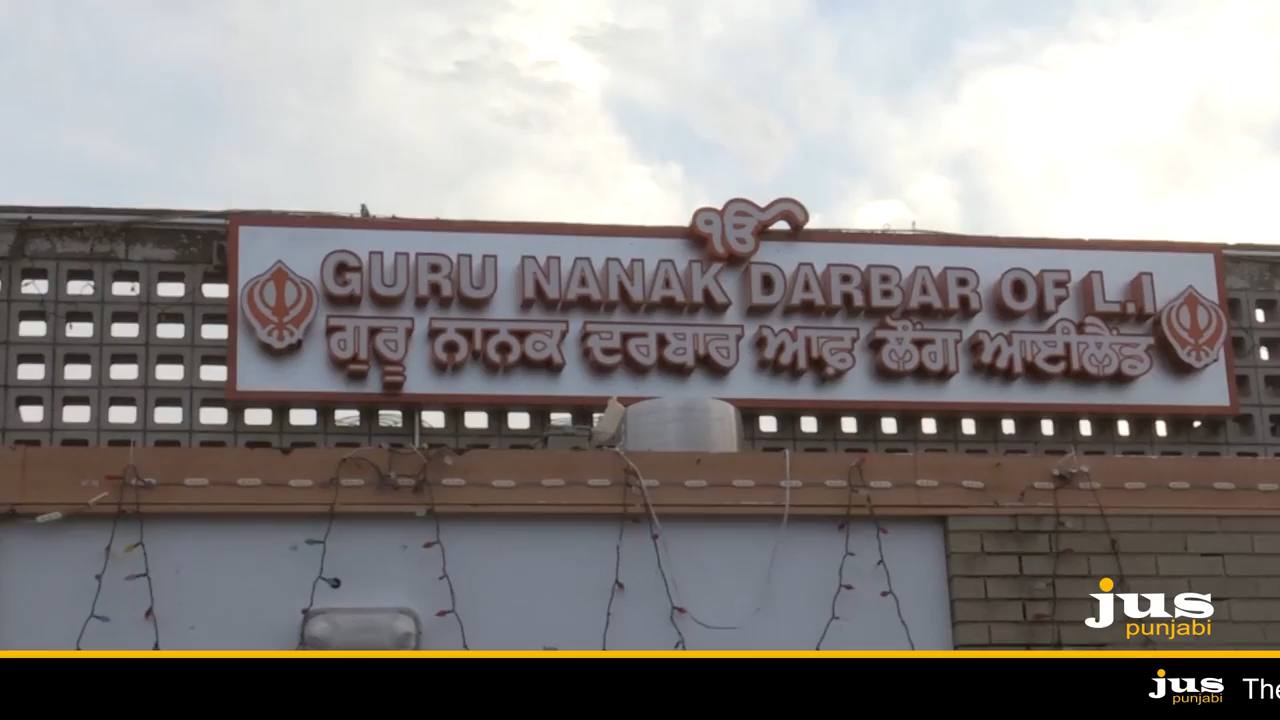 ੴ
GURU NANAK DARBAR OF L.I
ਗੁਰੂ ਨਾਨਕ ਦਰਬਾਰ ਆਫ਼ ਲੌਂਗ ਆਈਲੈਂਡ
jus
punjabi
jus
punjabi
The